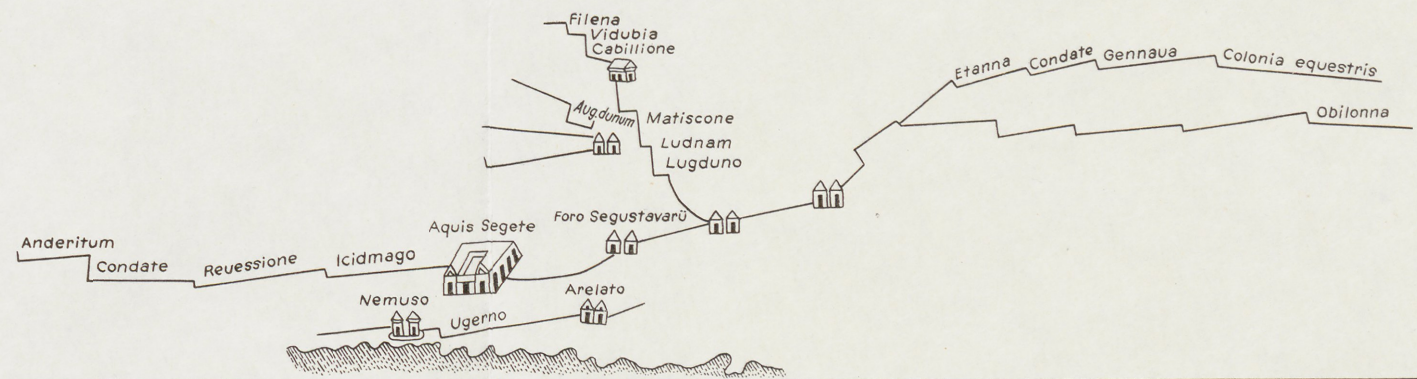 Filena
Vidubia
Cabillione
Etanna
Condate
Gennaua
Colonia equestris
Aug.dunum
Matiscone
Obilonna
Ludnam
Lugduno
Foro Segustavarū
Aquis Segete
Anderitum
Condate
Reuessione
Icidmago
Nemuso
Ugerno
Arelato